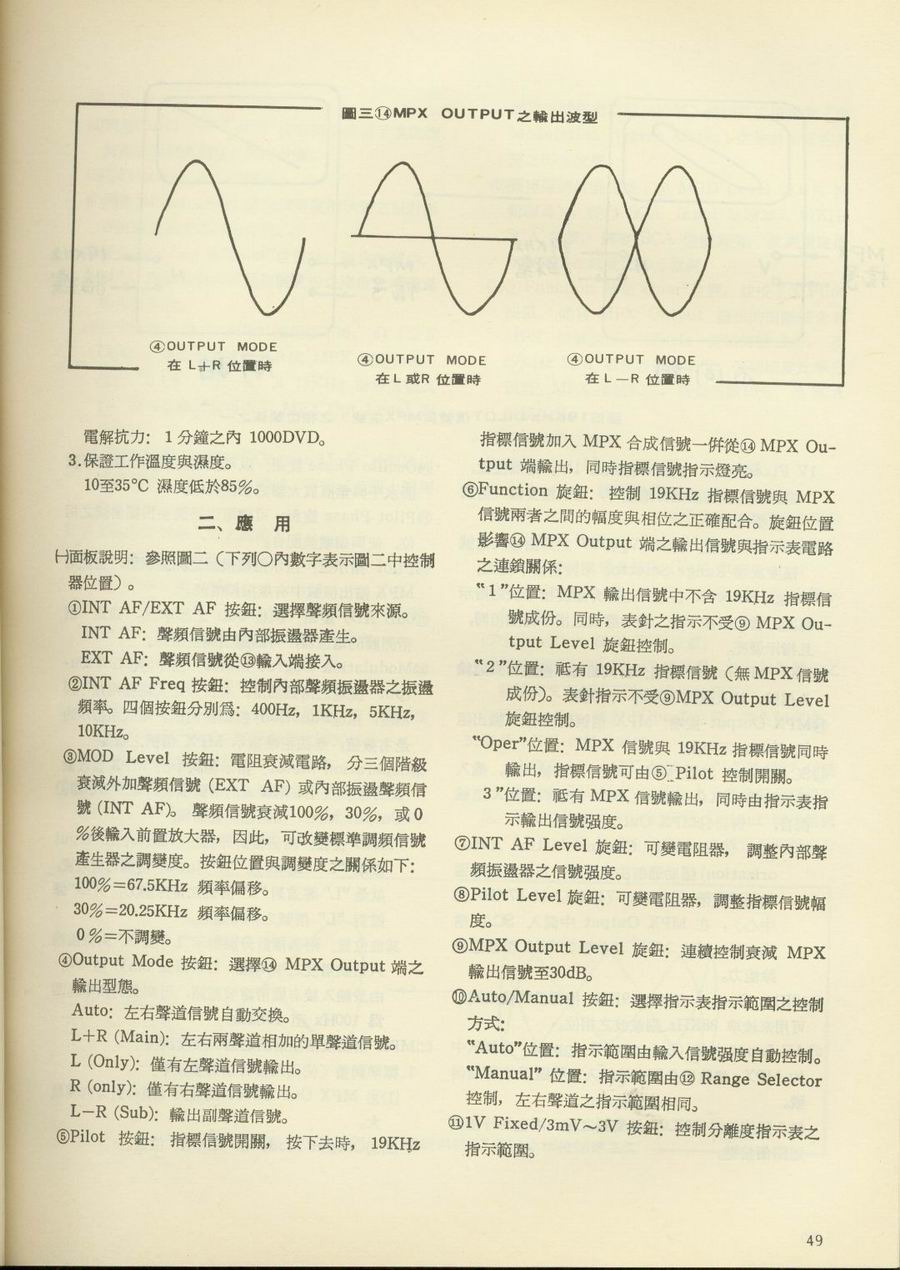 圖三⑭MPX OUTPUT之輸出波型
④OUTPUT MODE
在 L+R 位置時
④OUTPUT MODE
在 L 或R 位置時
④OUTPUT MODE
在 L—R 位置時
電解抗力：1分鐘之內 1000DVD。
3.保證工作溫度與濕度。
10至35°C 濕度低於85%。
二、應 用
㈠面板說明：參照圖二（下列○內數字表示圖二中控制
器位置）。
①INT AF/EXT AF 按鈕：選擇聲頻信號來源。
INT AF：聲頻信號由內部振盪器產生。
EXT AF：聲頻信號從⑬輸入端接入。
②INT AF Freq 按鈕：控制內部聲頻振盪器之振盪
頻率。四個按鈕分別爲：400Hz，1KHz，5KHz，
10KHz。
③MOD Level 按鈕：電阻衰減電路，分三個階級
衰減外加聲頻信號 (EXT AF) 或內部振盪聲頻信
號 (INT AF)。聲頻信號衰減100%，30%，或0
%後輸入前置放大器，因此，可改變標準調頻信號
產生器之調變度。按鈕位置與調變度之關係如下：
100%=67.5KHz 頻率偏移。
30%=20.25KHz 頻率偏移。
0%=不調變。
④Output Mode 按鈕：選擇⑭ MPX Output 端之
輸出型態。
Auto：左右聲道信號自動交換。
L+R (Main)：左右兩聲道相加的單聲道信號。
L (Only)：僅有左聲道信號輸出。
R (only)：僅有右聲道信號輸出。
L—R (Sub)：輸出副聲道信號。
⑤Pilot 按鈕：指標信號開關，按下去時，19KHz
指標信號加入 MPX 合成信號一倂從⑭ MPX Ou-
tput 端輸出，同時指標信號指示燈亮。
⑥Function 旋鈕：控制 19KHz 指標信號與 MPX
信號兩者之間的幅度與相位之正確配合。旋鈕位置
影響⑭ MPX Output 端之輸出信號與指示表電路
之連鎖關係：
“1”位置：MPX 輸出信號中不含 19KHz 指標信
號成份。同時，表針之指示不受⑨ MPX Ou-
tput Level 旋鈕控制。
“2”位置：祗有 19KHz 指標信號（無MPX信號
成份）。表針指示不受⑨MPX Output Level
旋鈕控制。
“Oper”位置：MPX 信號與 19KHz 指標信號同時
輸出，指標信號可由⑤ Pilot 控制開關。
3”位置：祗有 MPX 信號輸出，同時由指示表指
示輸出信號强度。
⑦INT AF Level 旋鈕：可變電阻器，調整內部聲
頻振盪器之信號强度。
⑧Pilot Level 旋鈕：可變電阻器，調整指標信號幅
度。
⑨MPX Output Level 旋鈕：連續控制衰減 MPX
輸出信號至30dB。
⑩Auto/Manual 按鈕：選擇指示表指示範圍之控制
方式：
“Auto”位置：指示範圍由輸入信號强度自動控制。
“Manual” 位置：指示範圍由⑫ Range Selector
控制，左右聲道之指示範圍相同。
⑪1V Fixed/3mV～3V 按鈕：控制分離度指示表之
指示範圍。
49